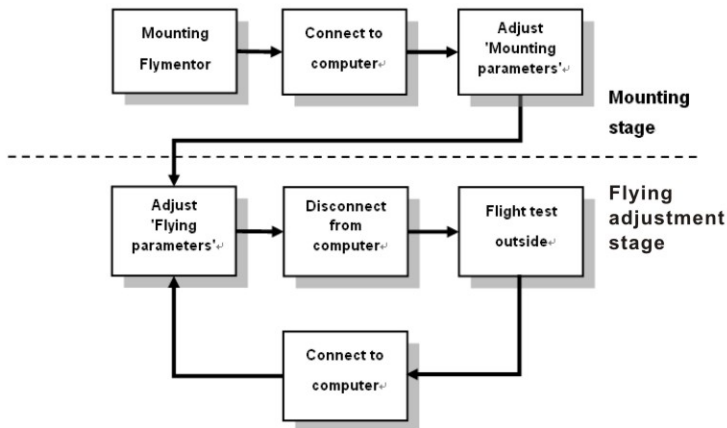 Mounting
Flymentor
Connect to
computer
Adjust
'Mounting
parameters'
Mounting
stage
Adjust
'Flying
parameters'
Disconnect
from
computer
Flight test
outside
Flying
adjustment
stage
Connect to
computer